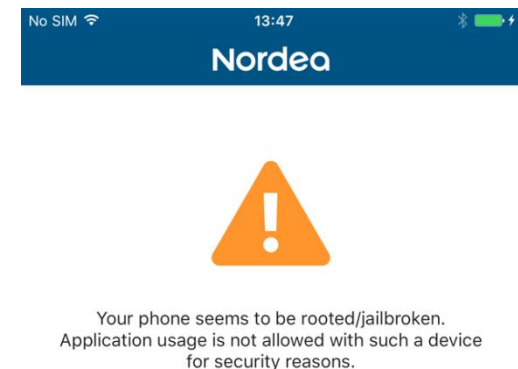 No SIM 13:47
Nordea
Your phone seems to be rooted/jailbroken.
Application usage is not allowed with such a device
for security reasons.